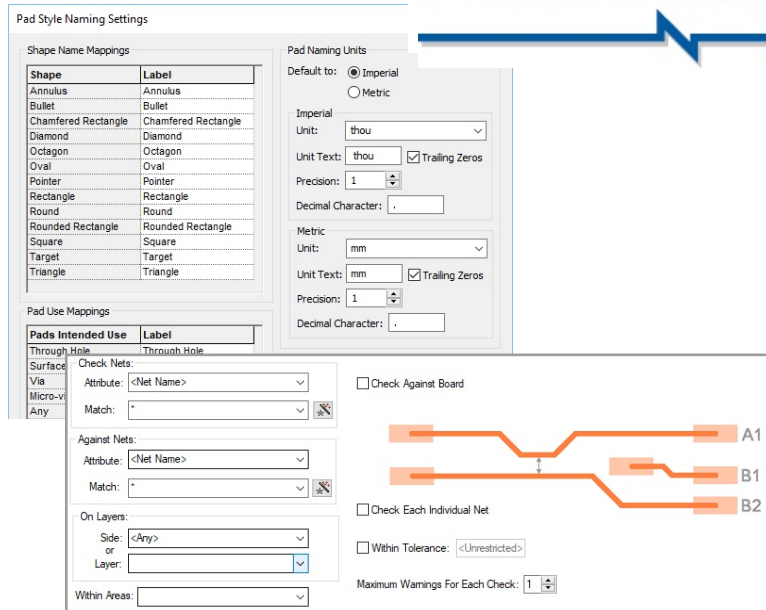 Pad Style Naming Settings
Shape Name Mappings
Shape Label
Annulus Annulus
Bullet Bullet
Chamfered Rectangle Chamfered Rectangle
Diamond Diamond
Octagon Octagon
Oval Oval
Pointer Pointer
Rectangle Rectangle
Round Round
Rounded Rectangle Rounded Rectangle
Square Square
Target Target
Triangle Triangle
Pad Use Mappings
Pads Intended Use Label
Through Hole Through Hole
Surface
Via
Micro-vi
Any
Pad Naming Units
Default to: Imperial
Metric
Imperial
Unit: thou
Unit Text: thou Trailing Zeros
Precision: 1
Decimal Character: .
Metric
Unit: mm
Unit Text: mm Trailing Zeros
Precision: 1
Decimal Character: .
Check Nets:
Attribute: <Net Name>
Match: *
Against Nets:
Attribute: <Net Name>
Match: *
On Layers:
Side: <Any>
or
Layer:
Within Areas:
Check Against Board
A1
B1
B2
Check Each Individual Net
Within Tolerance: <Unrestricted>
Maximum Warnings For Each Check: 1